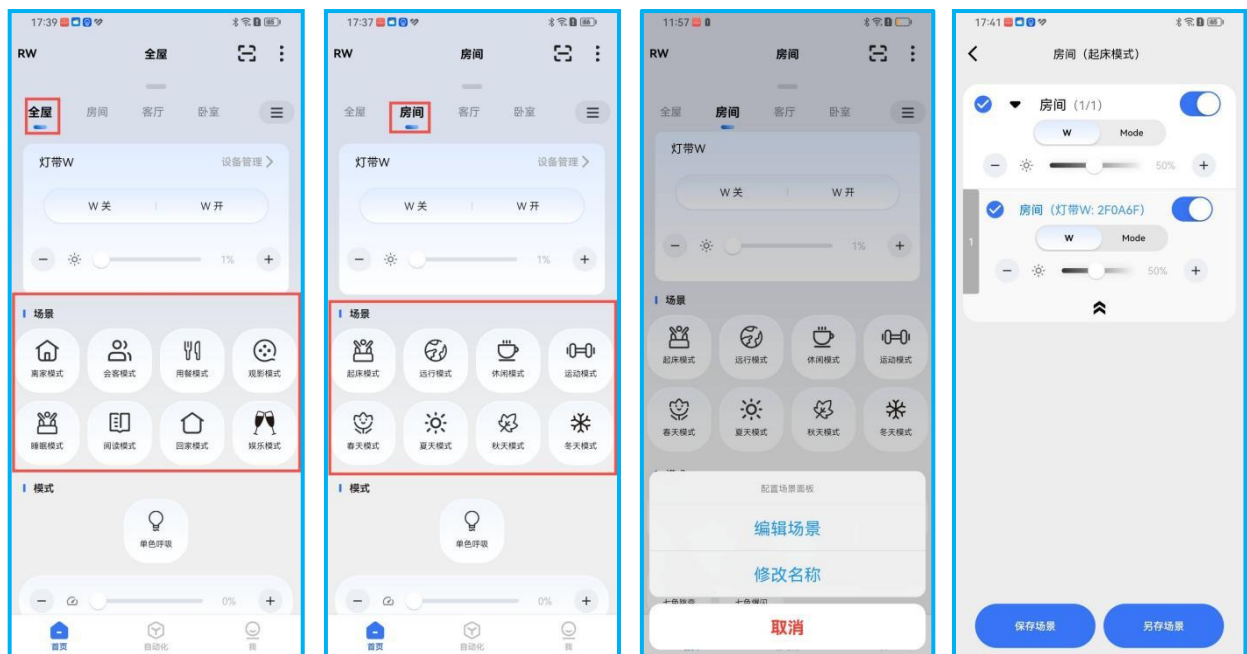 17:39
RW 全屋
全屋 房间 客厅 卧室
灯带W 设备管理
W 关 W 开
1%
场景
离家模式 会客模式 用餐模式 观影模式
睡眠模式 阅读模式 回家模式 娱乐模式
模式
单色呼吸
0%
首页 自动化 我
17:37
RW 房间
全屋 房间 客厅 卧室
灯带W 设备管理
W 关 W 开
1%
场景
起床模式 远行模式 休闲模式 运动模式
春天模式 夏天模式 秋天模式 冬天模式
模式
单色呼吸
0%
首页 自动化 我
11:57
RW 房间
全屋 房间 客厅 卧室
灯带W
W 关 W 开
1%
场景
起床模式 远行模式 休闲模式 运动模式
春天模式 夏天模式 秋天模式 冬天模式
配置场景面板
编辑场景
修改名称
取消
17:41
房间(起床模式)
房间 (1/1)
W Mode
50%
1
房间(灯带W: 2F0A6F)
W Mode
50%
保存场景 另存场景